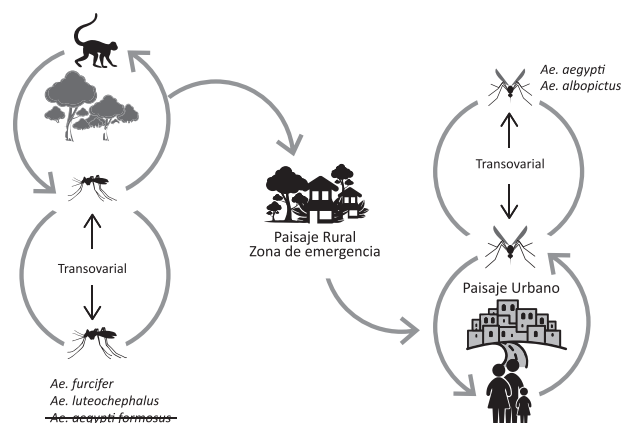 Transovarial
Ae. furcifer
Ae. luteochephalus
Ae. aegypti formosus
Paisaje Rural
Zona de emergencia
Ae. aegypti
Ae. albopictus
Transovarial
Paisaje Urbano